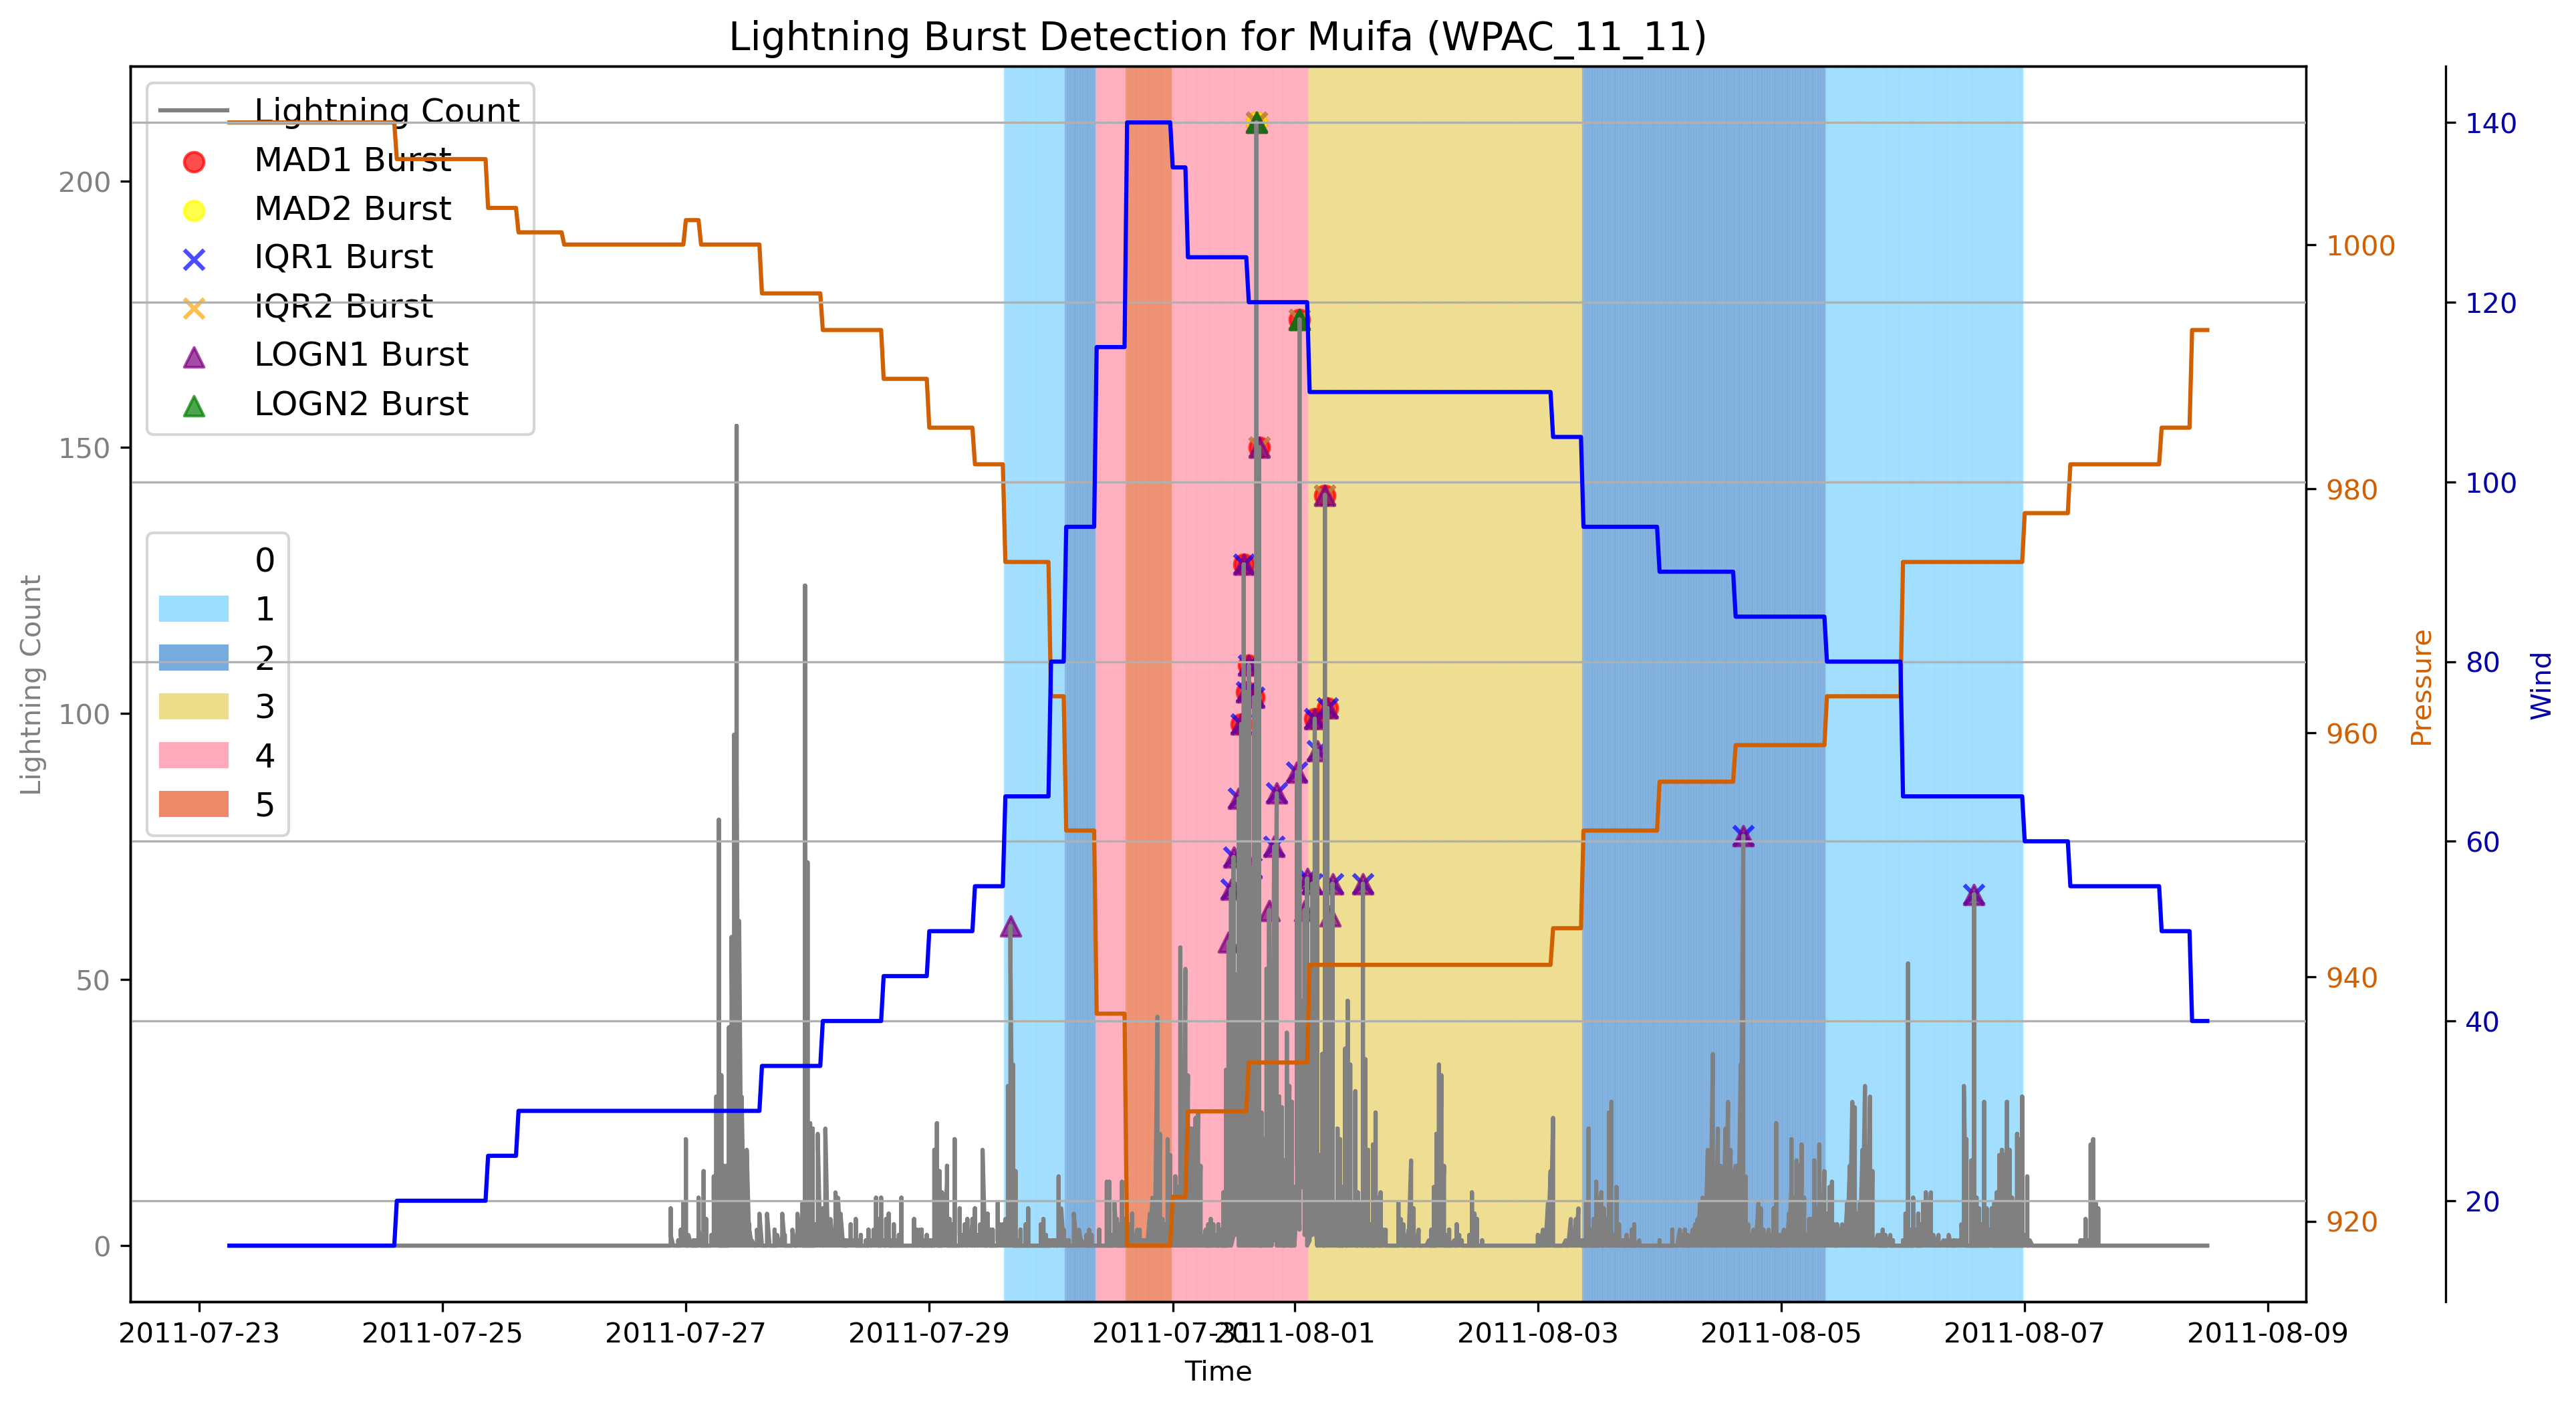 Lightning Burst Detection for Muifa (WPAC_11_11)
Lightning Count
MAD1 Burst
MAD2 Burst
IQR1 Burst
IQR2 Burst
LOGN1 Burst
LOGN2 Burst
0
1
2
3
4
5
Lightning Count
200
150
100
50
0
1000
980
960
940
920
Pressure
140
120
100
80
60
40
20
Wind
2011-07-23
2011-07-25
2011-07-27
2011-07-29
2011-07-31
2011-08-01
2011-08-03
2011-08-05
2011-08-07
2011-08-09
Time